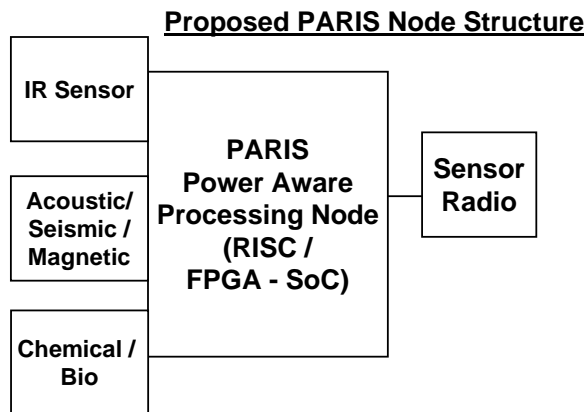 Proposed PARIS Node Structure
IR Sensor
Acoustic/
Seismic /
Magnetic
Chemical /
Bio
PARIS
Power Aware
Processing Node
(RISC /
FPGA - SoC)
Sensor
Radio